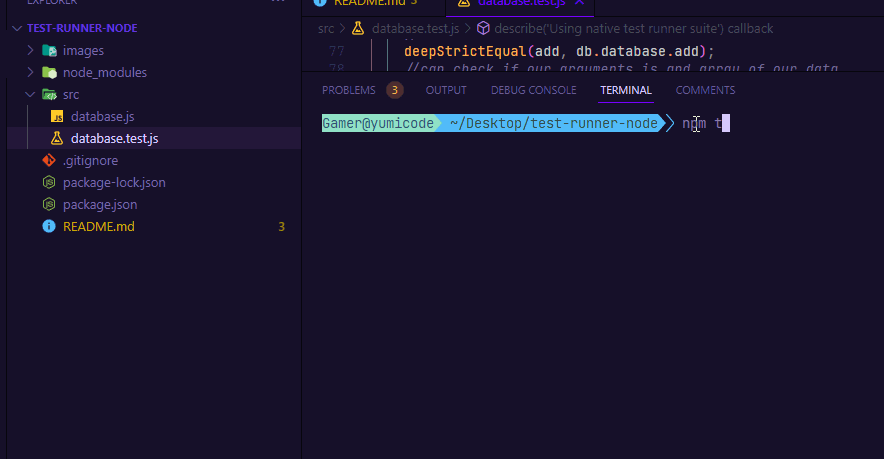 EXPLORER
README.md 3
database.test.js
TEST-RUNNER-NODE
images
node_modules
src
JS database.js
database.test.js
.gitignore
package-lock.json
package.json
README.md 3
src > database.test.js > describe('Using native test runner suite') callback
77 deepStrictEqual(add, db.database.add);
78 //can check if our arguments is and array of our data
PROBLEMS 3 OUTPUT DEBUG CONSOLE TERMINAL COMMENTS
Gamer@yumicode ~/Desktop/test-runner-node npm t